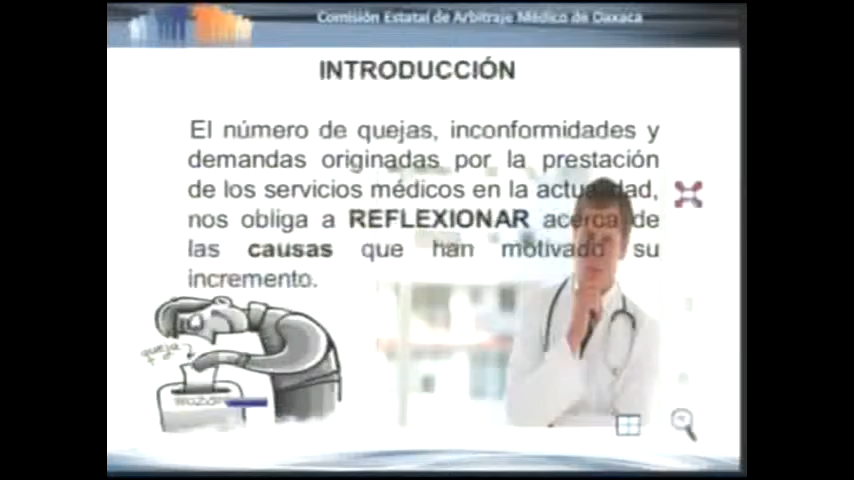 Comisión Estatal de Arbitraje Médico de Oaxaca
INTRODUCCIÓN
El número de quejas, inconformidades y
demandas originadas por la prestación
de los servicios médicos en la actualidad,
nos obliga a REFLEXIONAR acerca de
las causas que han motivado su
incremento.
queja